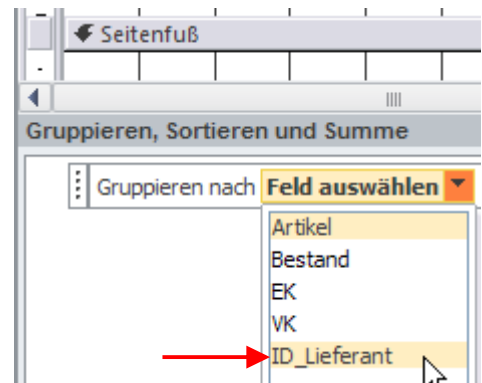 Seitenfuß
Gruppieren, Sortieren und Summe
Gruppieren nach Feld auswählen
Artikel
Bestand
EK
VK
ID_Lieferant